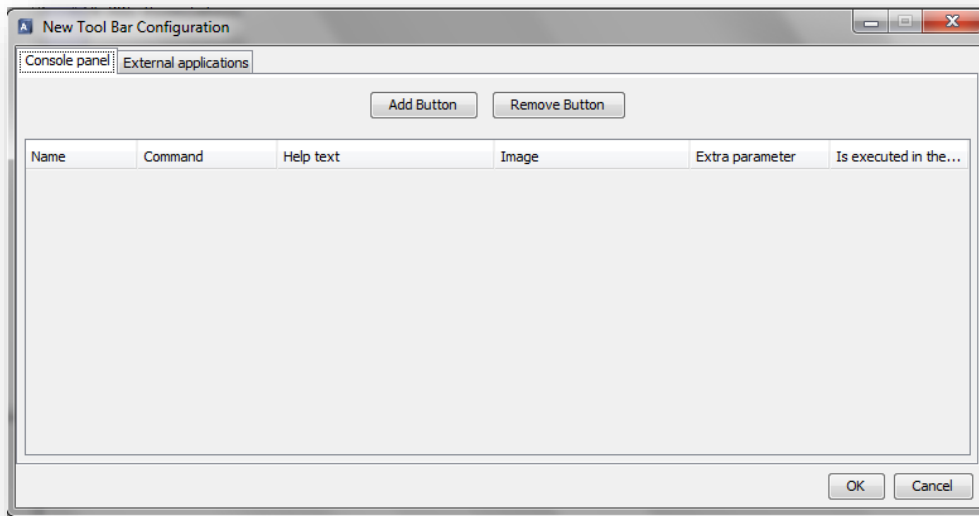 New Tool Bar Configuration
Console panel External applications
Add Button Remove Button
Name Command Help text Image Extra parameter Is executed in the...
OK Cancel